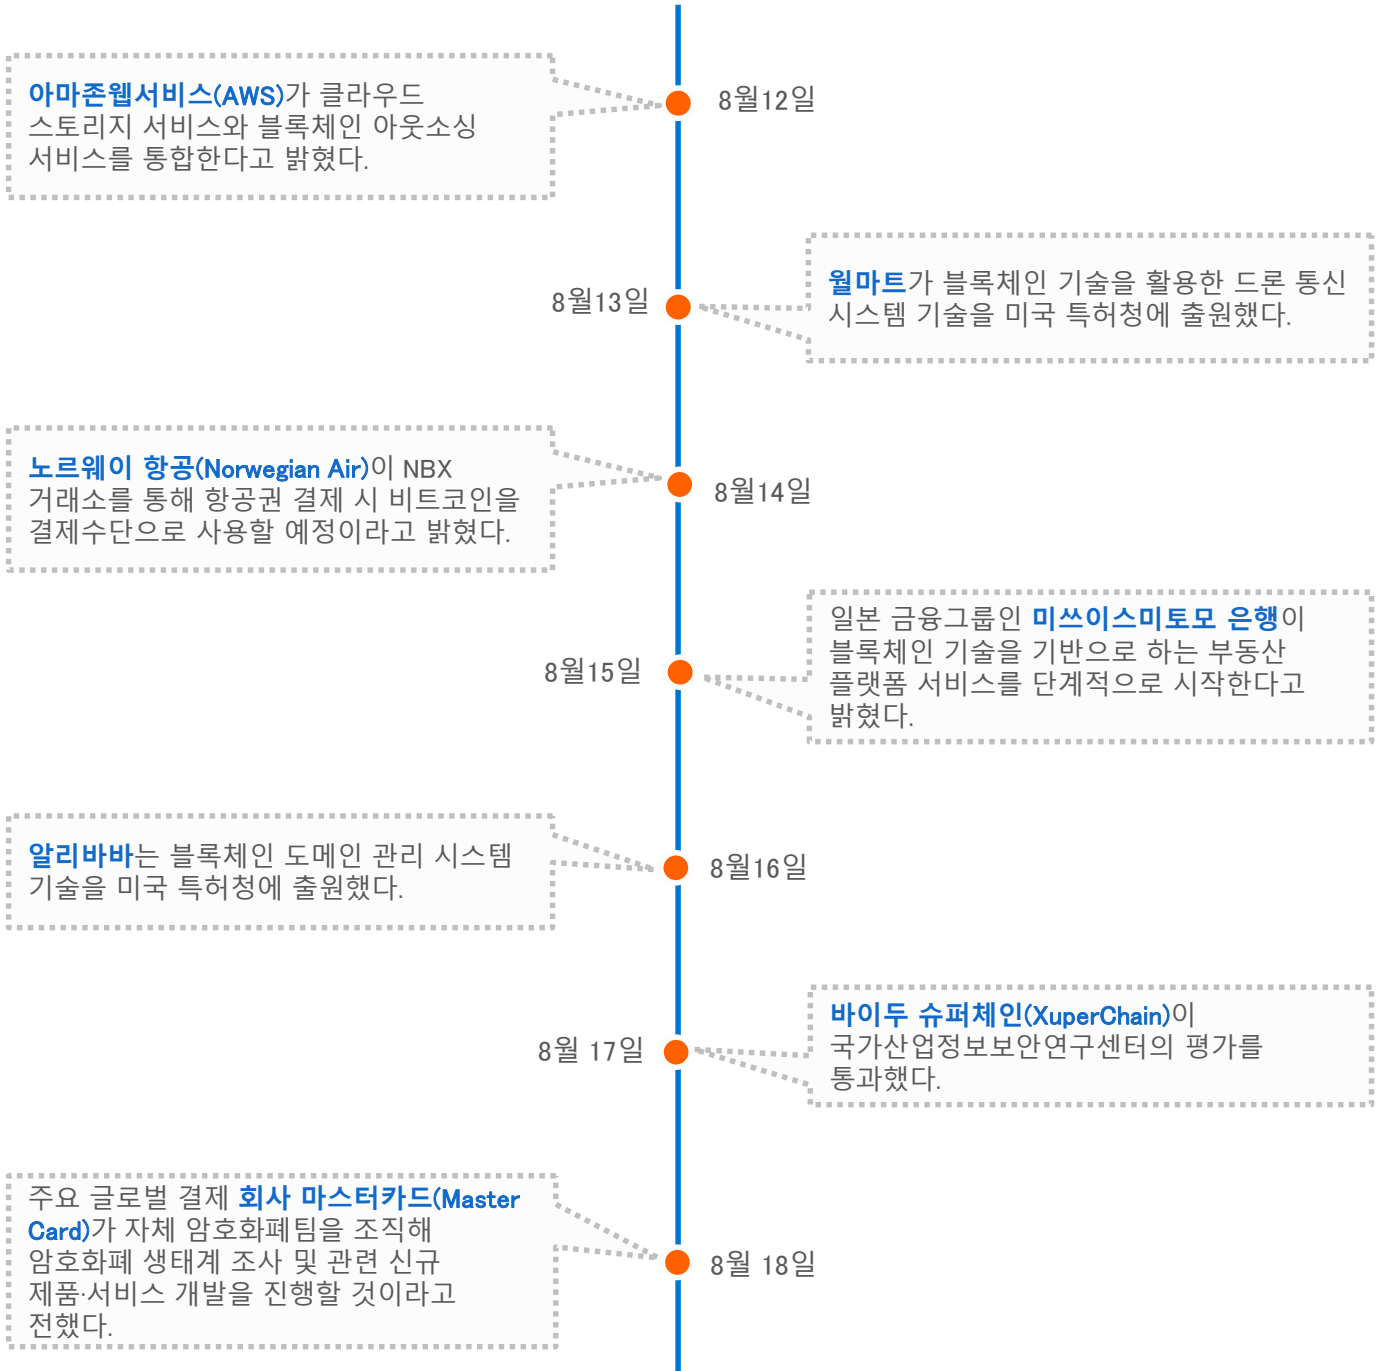 아마존웹서비스(AWS)가 클라우드
스토리지 서비스와 블록체인 아웃소싱
서비스를 통합한다고 밝혔다.
8월12일
8월13일
월마트가 블록체인 기술을 활용한 드론 통신
시스템 기술을 미국 특허청에 출원했다.
노르웨이 항공(Norwegian Air)이 NBX
거래소를 통해 항공권 결제 시 비트코인을
결제수단으로 사용할 예정이라고 밝혔다.
8월14일
8월15일
일본 금융그룹인 미쓰이스미토모 은행이
블록체인 기술을 기반으로 하는 부동산
플랫폼 서비스를 단계적으로 시작한다고
밝혔다.
알리바바는 블록체인 도메인 관리 시스템
기술을 미국 특허청에 출원했다.
8월16일
8월 17일
바이두 슈퍼체인(XuperChain)이
국가산업정보보안연구센터의 평가를
통과했다.
주요 글로벌 결제 회사 마스터카드(Master
Card)가 자체 암호화폐팀을 조직해
암호화폐 생태계 조사 및 관련 신규
제품·서비스 개발을 진행할 것이라고
전했다.
8월 18일